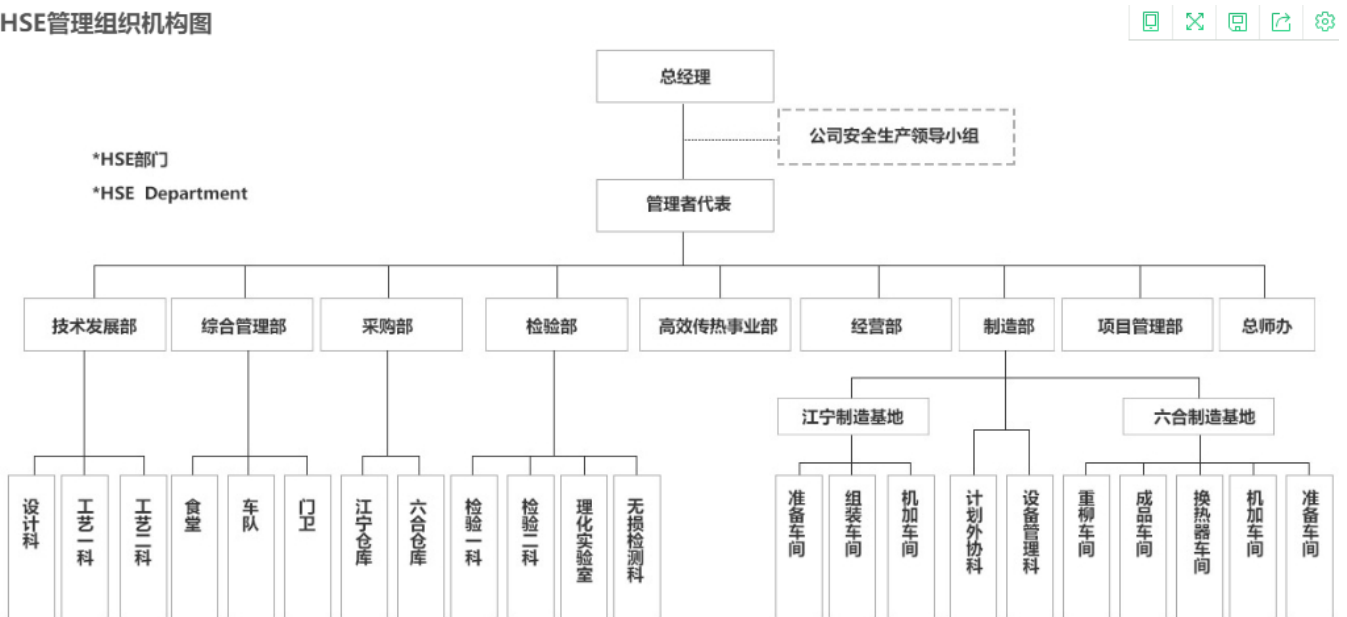 HSE管理组织机构图
总经理
公司安全生产领导小组
*HSE部门
*HSE Department
管理者代表
技术发展部
综合管理部
采购部
检验部
高效传热事业部
经营部
制造部
项目管理部
总师办
江宁制造基地
六合制造基地
设计科
工艺一科
工艺二科
食堂
车队
门卫
江宁仓库
六合仓库
检验一科
检验二科
理化实验室
无损检测科
准备车间
组装车间
机加车间
计划外协科
设备管理科
重柳车间
成品车间
换热器车间
机加车间
准备车间